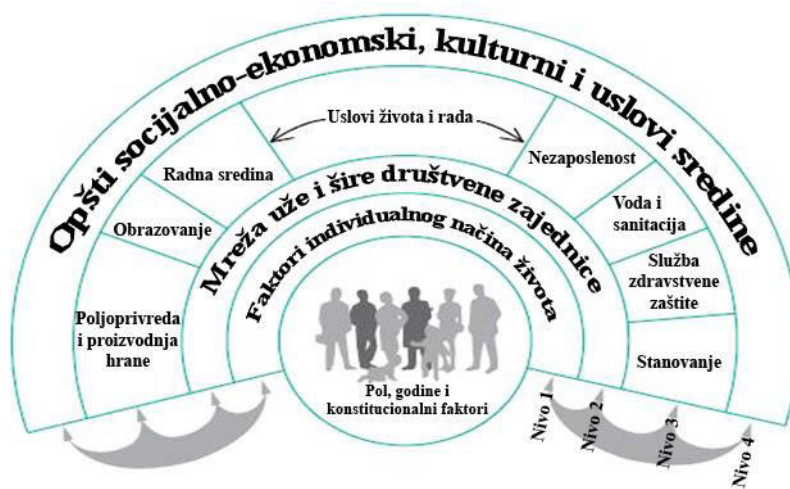 Opšti socijalno-ekonomski, kulturni i uslovi sredine
Uslovi života i rada
Radna sredina
Nezaposlenost
Mreža uže i šire društvene zajednice
Obrazovanje
Voda i
sanitacija
Faktori individualnog načina života
Služba
zdravstvene
zaštite
Poljoprivreda
i proizvodnja
hrane
Stanovanje
Pol, godine i
konstitucionalni faktori
Nivo 1
Nivo 2
Nivo 3
Nivo 4